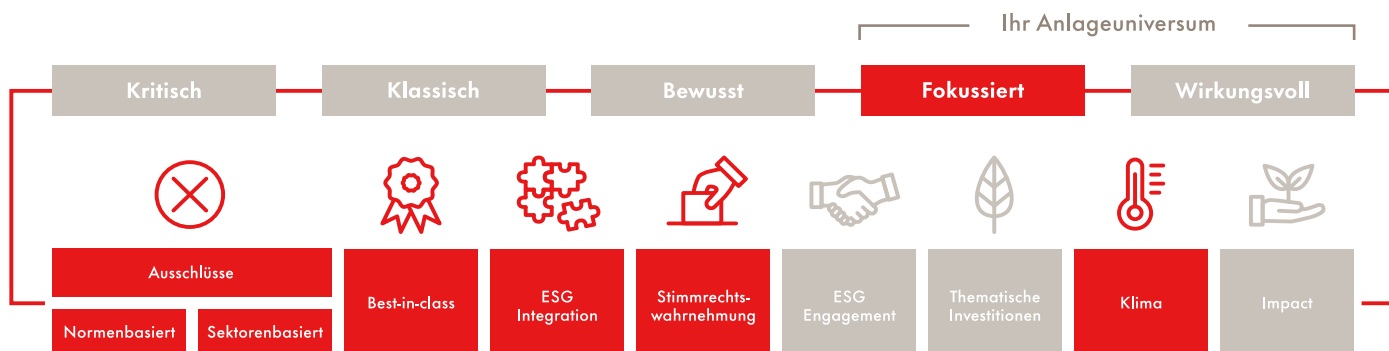 Ihr Anlageuniversum
Kritisch
Klassisch
Bewusst
Fokussiert
Wirkungsvoll
Ausschlüsse
Normenbasiert
Sektorenbasiert
Best-in-class
ESG
Integration
Stimmrechts-
wahrnehmung
ESG
Engagement
Thematische
Investitionen
Klima
Impact